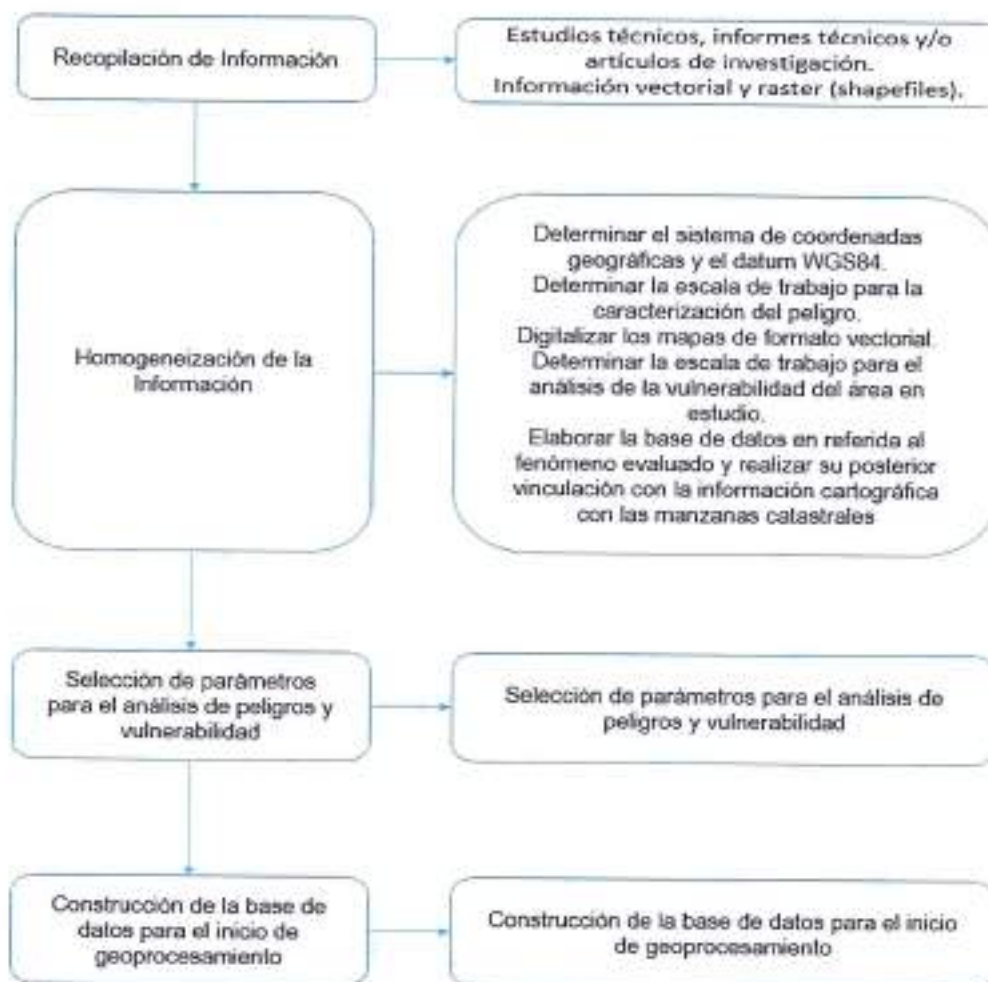 Recopilación de Información
Estudios técnicos, informes técnicos y/o
artículos de investigación.
Información vectorial y raster (shapefiles).
Homogeneización de la
Información
Determinar el sistema de coordenadas
geográficas y el datum WGS84.
Determinar la escala de trabajo para la
caracterización del peligro.
Digitalizar los mapas de formato vectorial.
Determinar la escala de trabajo para el
análisis de la vulnerabilidad del área en
estudio.
Elaborar la base de datos en referida al
fenómeno evaluado y realizar su posterior
vinculación con la información cartográfica
con las manzanas catastrales
Selección de parámetros
para el análisis de peligros y
vulnerabilidad
Selección de parámetros para el análisis de
peligros y vulnerabilidad
Construcción de la base de
datos para el inicio de
geoprocesamiento
Construcción de la base de datos para el inicio
de geoprocesamiento